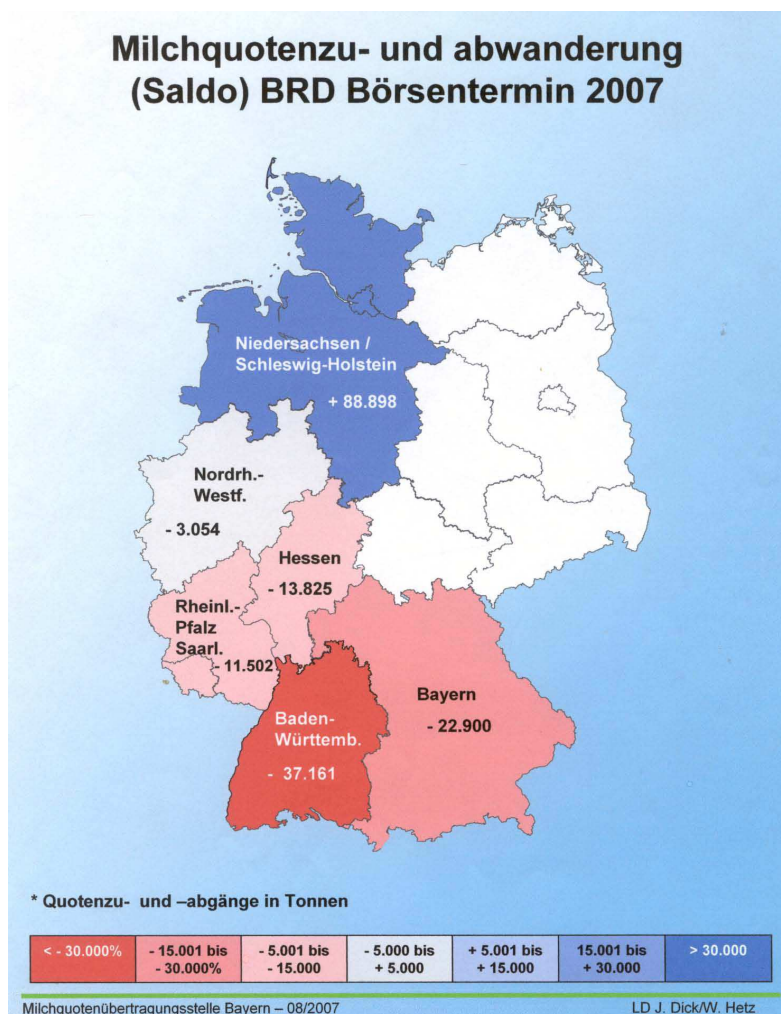 Milchquotenzu- und abwanderung
(Saldo) BRD Börsentermin 2007
Niedersachsen /
Schleswig-Holstein
+ 88.898
Nordrh.-
Westf.
- 3.054
Hessen
- 13.825
Rheinl.-
Pfalz
Saarl.
- 11.502
Bayern
- 22.900
Baden-
Württemb.
- 37.161
* Quotenzu- und –abgänge in Tonnen
< - 30.000%
- 15.001 bis
- 30.000%
- 5.001 bis
- 15.000
- 5.000 bis
+ 5.000
+ 5.001 bis
+ 15.000
15.001 bis
+ 30.000
> 30.000
Milchquotenübertragungsstelle Bayern – 08/2007
LD J. Dick/W. Hetz